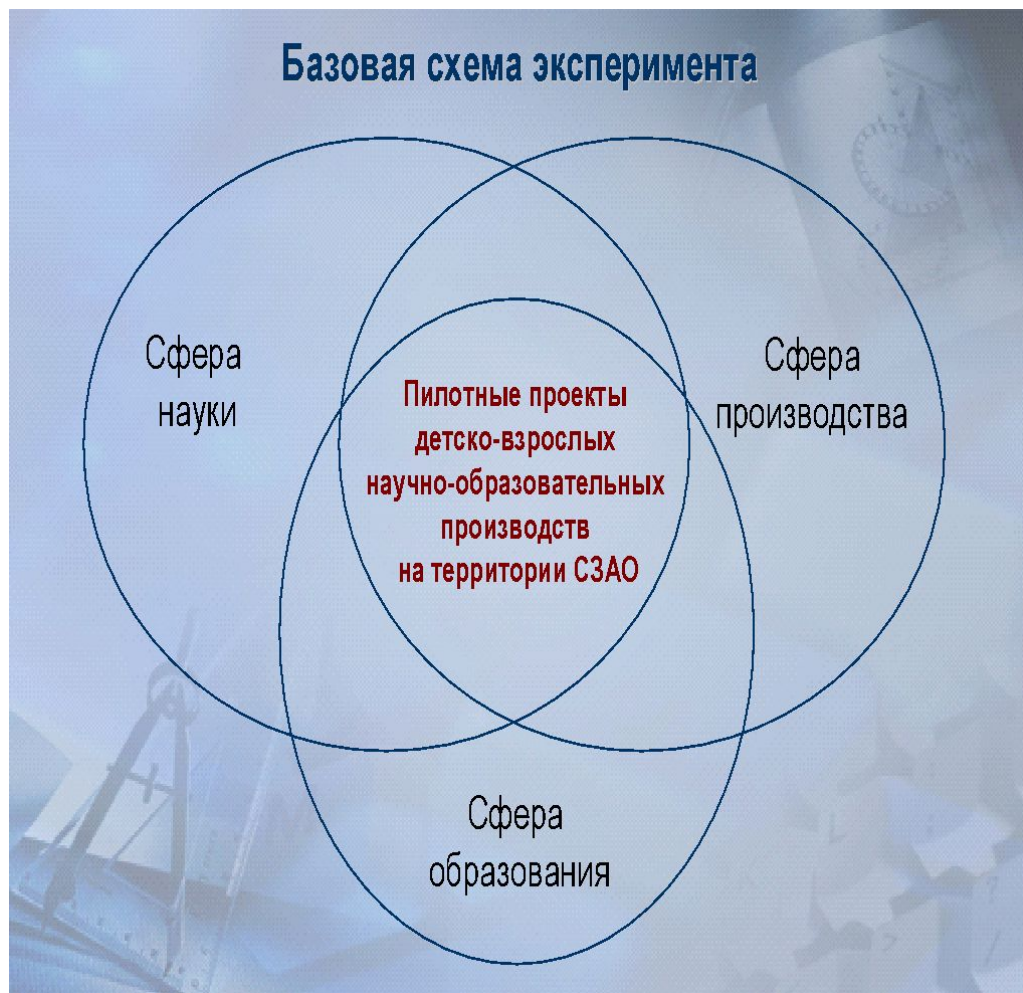 Базовая схема эксперимента
Сфера
науки
Сфера
производства
Пилотные проекты
детско-взрослых
научно-образовательных
производств
на территории СЗАО
Сфера
образования